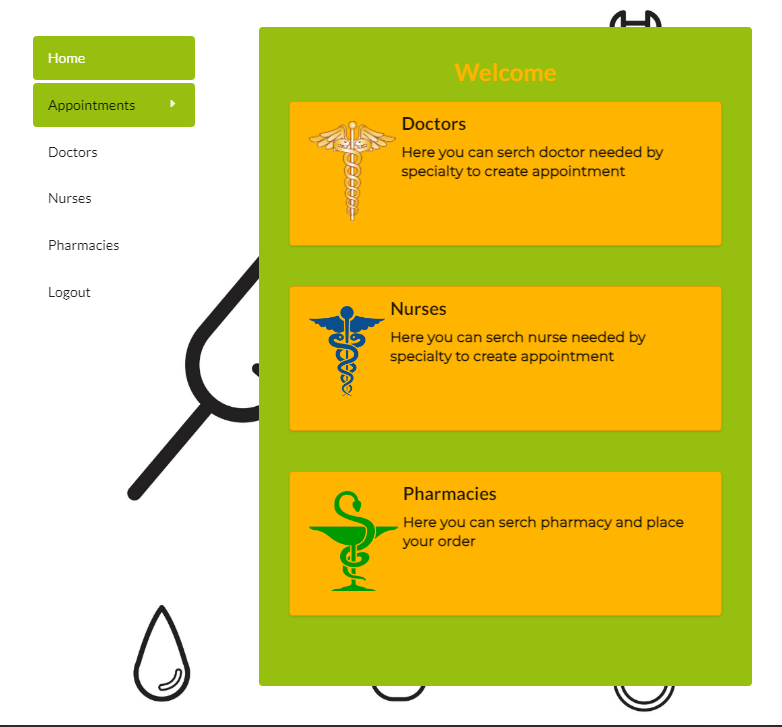 Home
Appointments
Doctors
Nurses
Pharmacies
Logout
Welcome
Doctors
Here you can serch doctor needed by
specialty to create appointment
Nurses
Here you can serch nurse needed by
specialty to create appointment
Pharmacies
Here you can serch pharmacy and place
your order